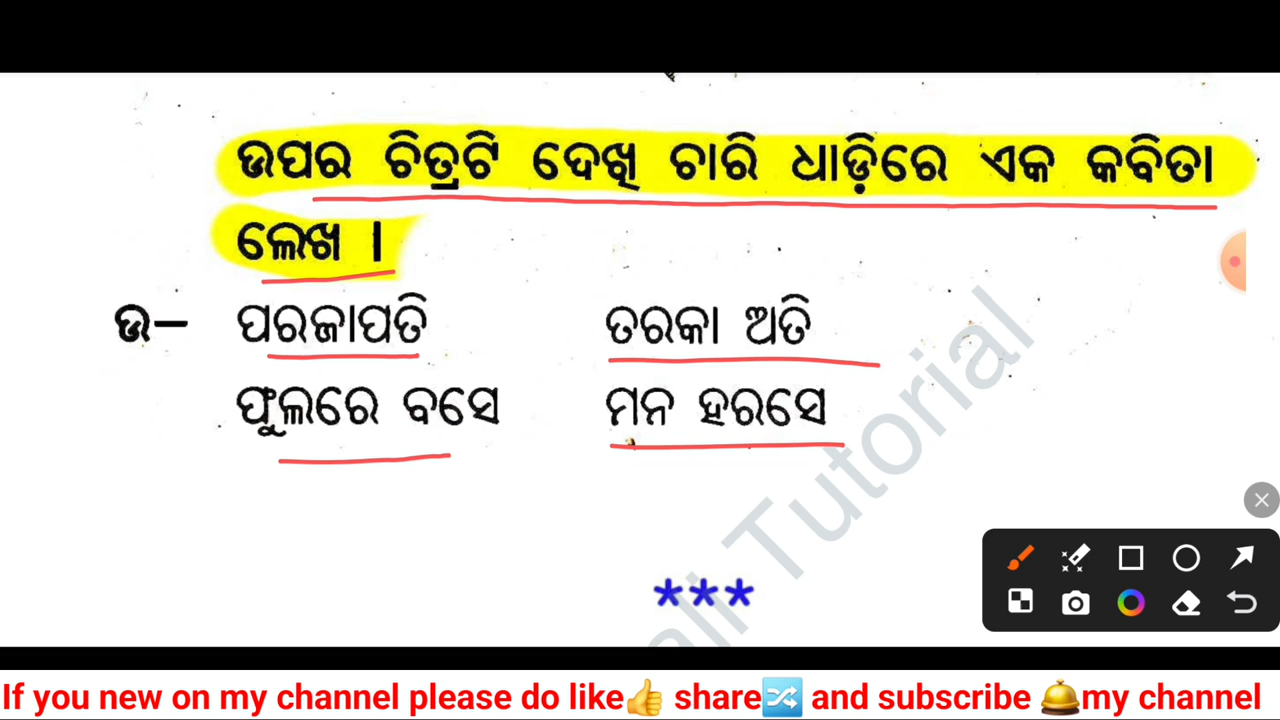 ଉପର ଚିତ୍ରଟି ଦେଖି ଚାରି ଧାଡ଼ିରେ ଏକ କବିତା
ଲେଖ ।
ଉ– ପରଜାପତି ତରକା ଅତି
ଫୁଲରେ ବସେ ମନ ହରସେ
Tutorial
***
If you new on my channel please do like👍 share🔀 and subscribe 🛎️my channel